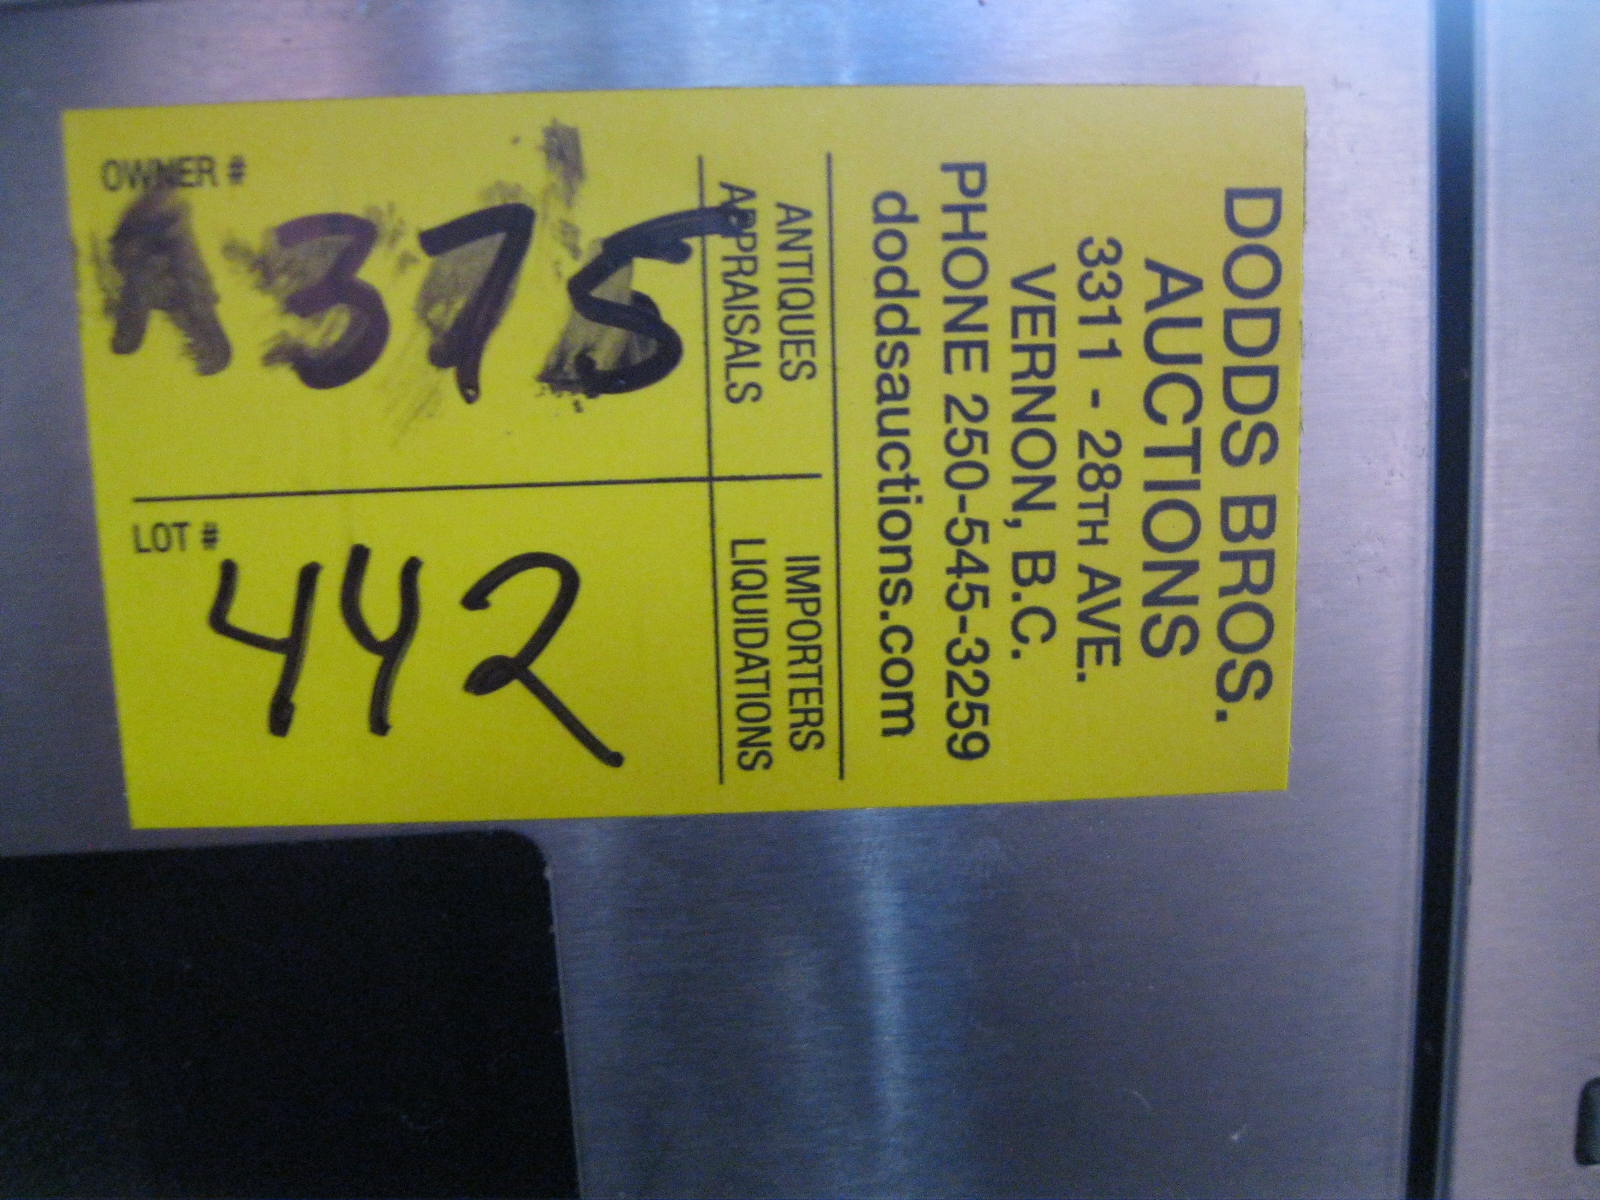 DODDS BROS.
AUCTIONS
3311 - 28TH AVE.
VERNON, B.C.
PHONE 250-545-3259
doddsauctions.com
ANTIQUES
APPRAISALS
IMPORTERS
LIQUIDATIONS
OWNER #
375
LOT #
442